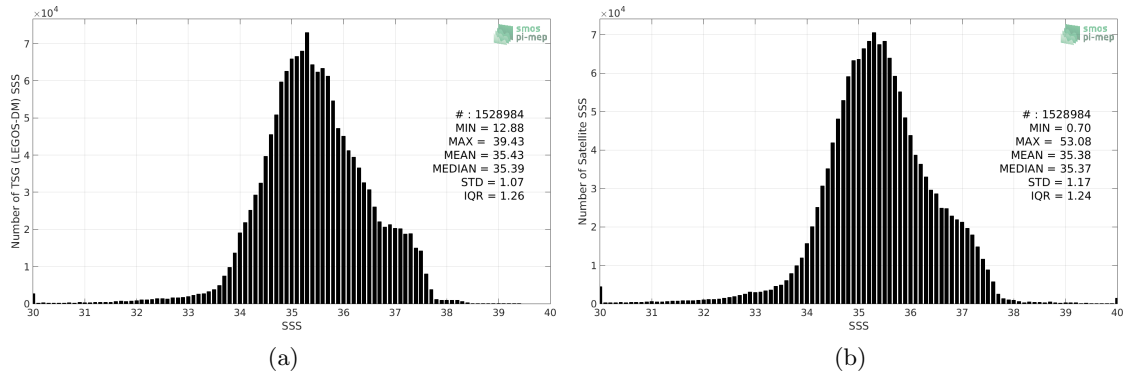 ×10⁴
smos
pi-mep
7
6
5
4
3
2
1
0
Number of TSG (LEGOS-DM) SSS
# : 1528984
MIN = 12.88
MAX = 39.43
MEAN = 35.43
MEDIAN = 35.39
STD = 1.07
IQR = 1.26
30 31 32 33 34 35 36 37 38 39 40
SSS
(a)
×10⁴
smos
pi-mep
7
6
5
4
3
2
1
0
Number of Satellite SSS
# : 1528984
MIN = 0.70
MAX = 53.08
MEAN = 35.38
MEDIAN = 35.37
STD = 1.17
IQR = 1.24
30 31 32 33 34 35 36 37 38 39 40
SSS
(b)